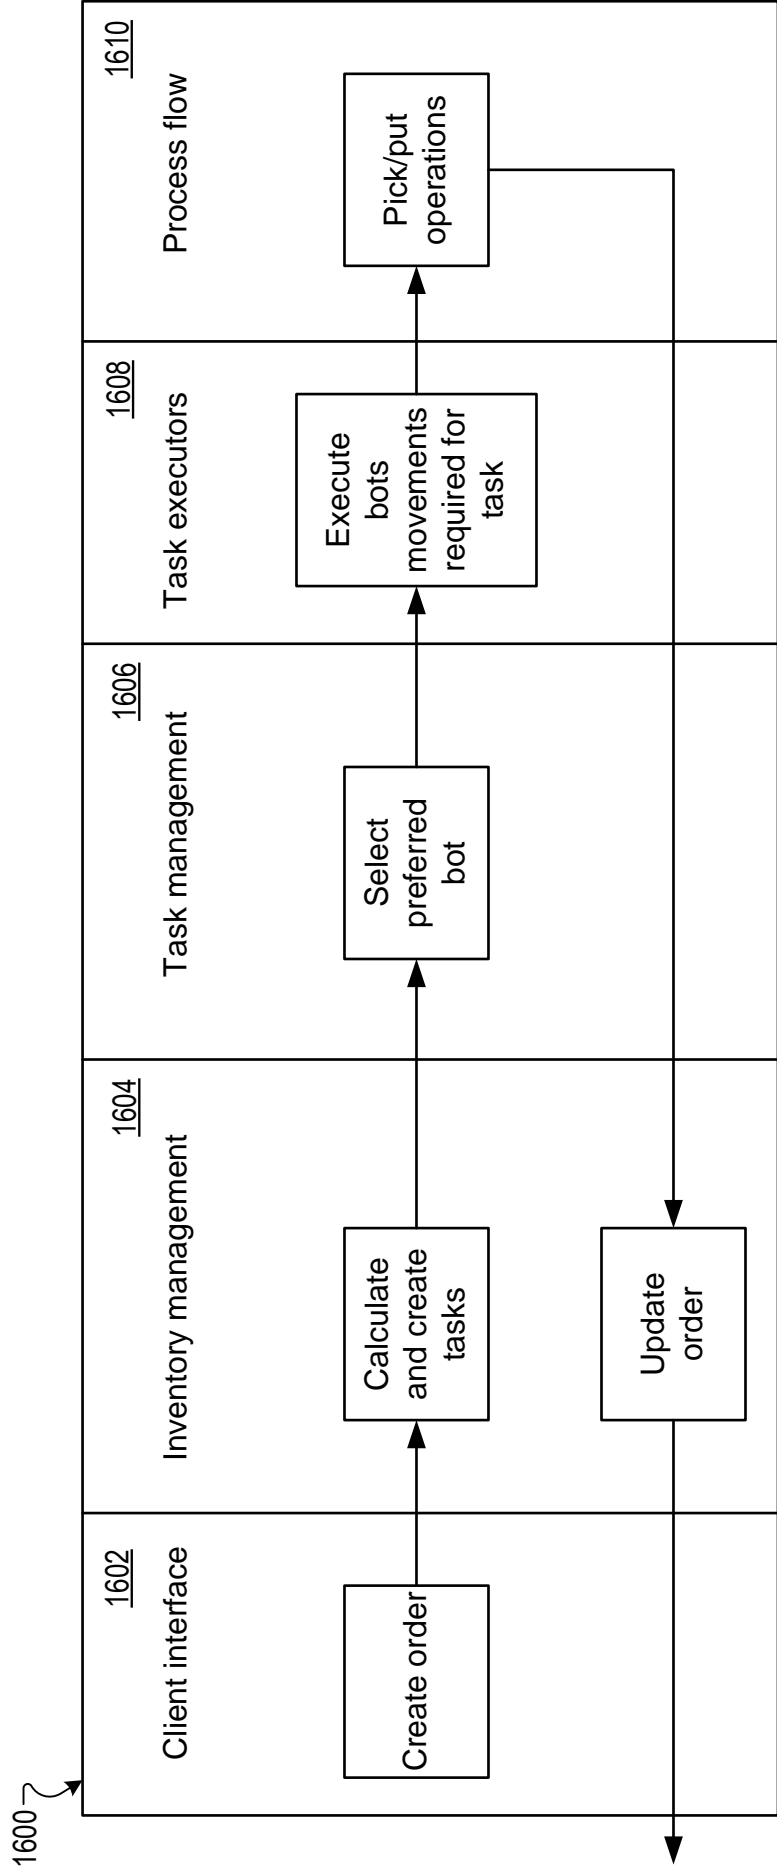 1600
1602
Client interface
Create order
1604
Inventory management
Calculate
and create
tasks
Update
order
1606
Task management
Select
preferred
bot
1608
Task executors
Execute
bots
movements
required for
task
1610
Process flow
Pick/put
operations